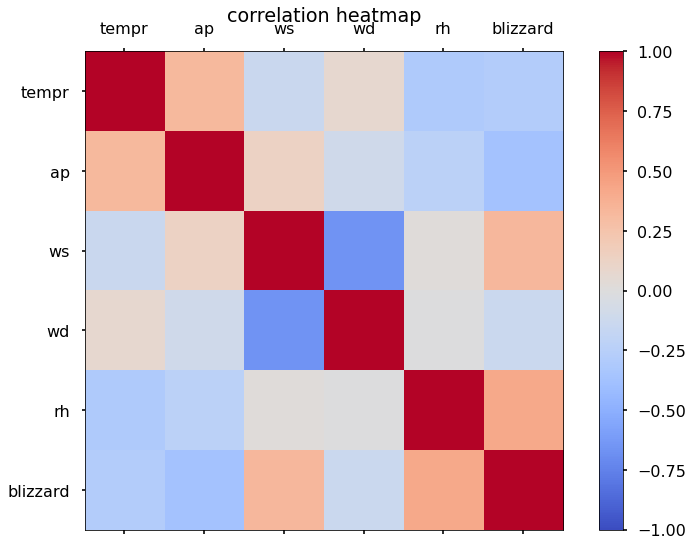 correlation heatmap
tempr ap ws wd rh blizzard
tempr
ap
ws
wd
rh
blizzard
1.00
0.75
0.50
0.25
0.00
−0.25
−0.50
−0.75
−1.00